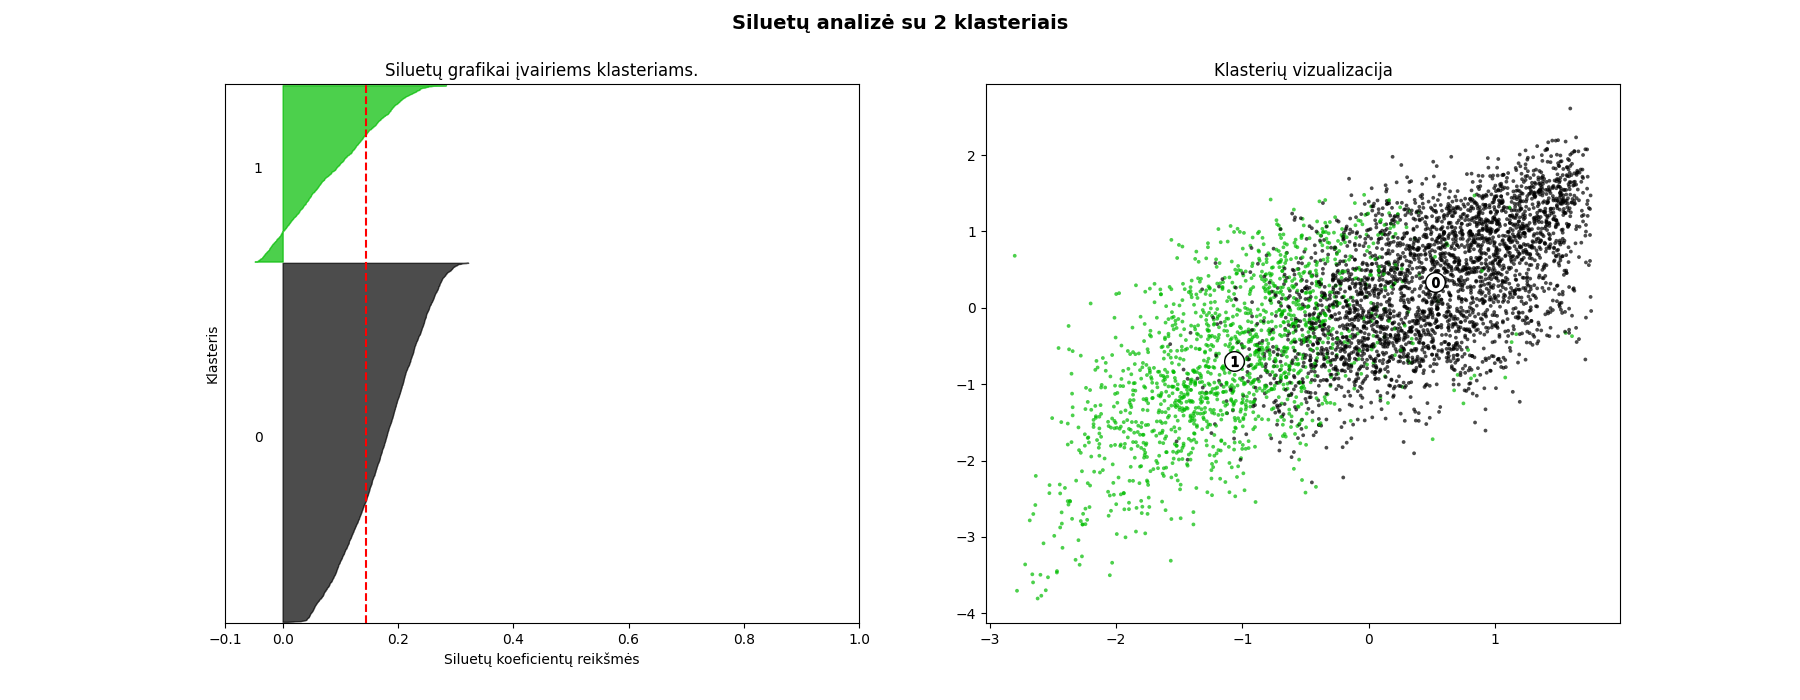 Siluetų analizė su 2 klasteriais
Siluetų grafikai įvairiems klasteriams.
1
0
Klasteris
−0.1 0.0 0.2 0.4 0.6 0.8 1.0
Siluetų koeficientų reikšmės
Klasterių vizualizacija
2
1
0
−1
−2
−3
−4
0
1
−3 −2 −1 0 1